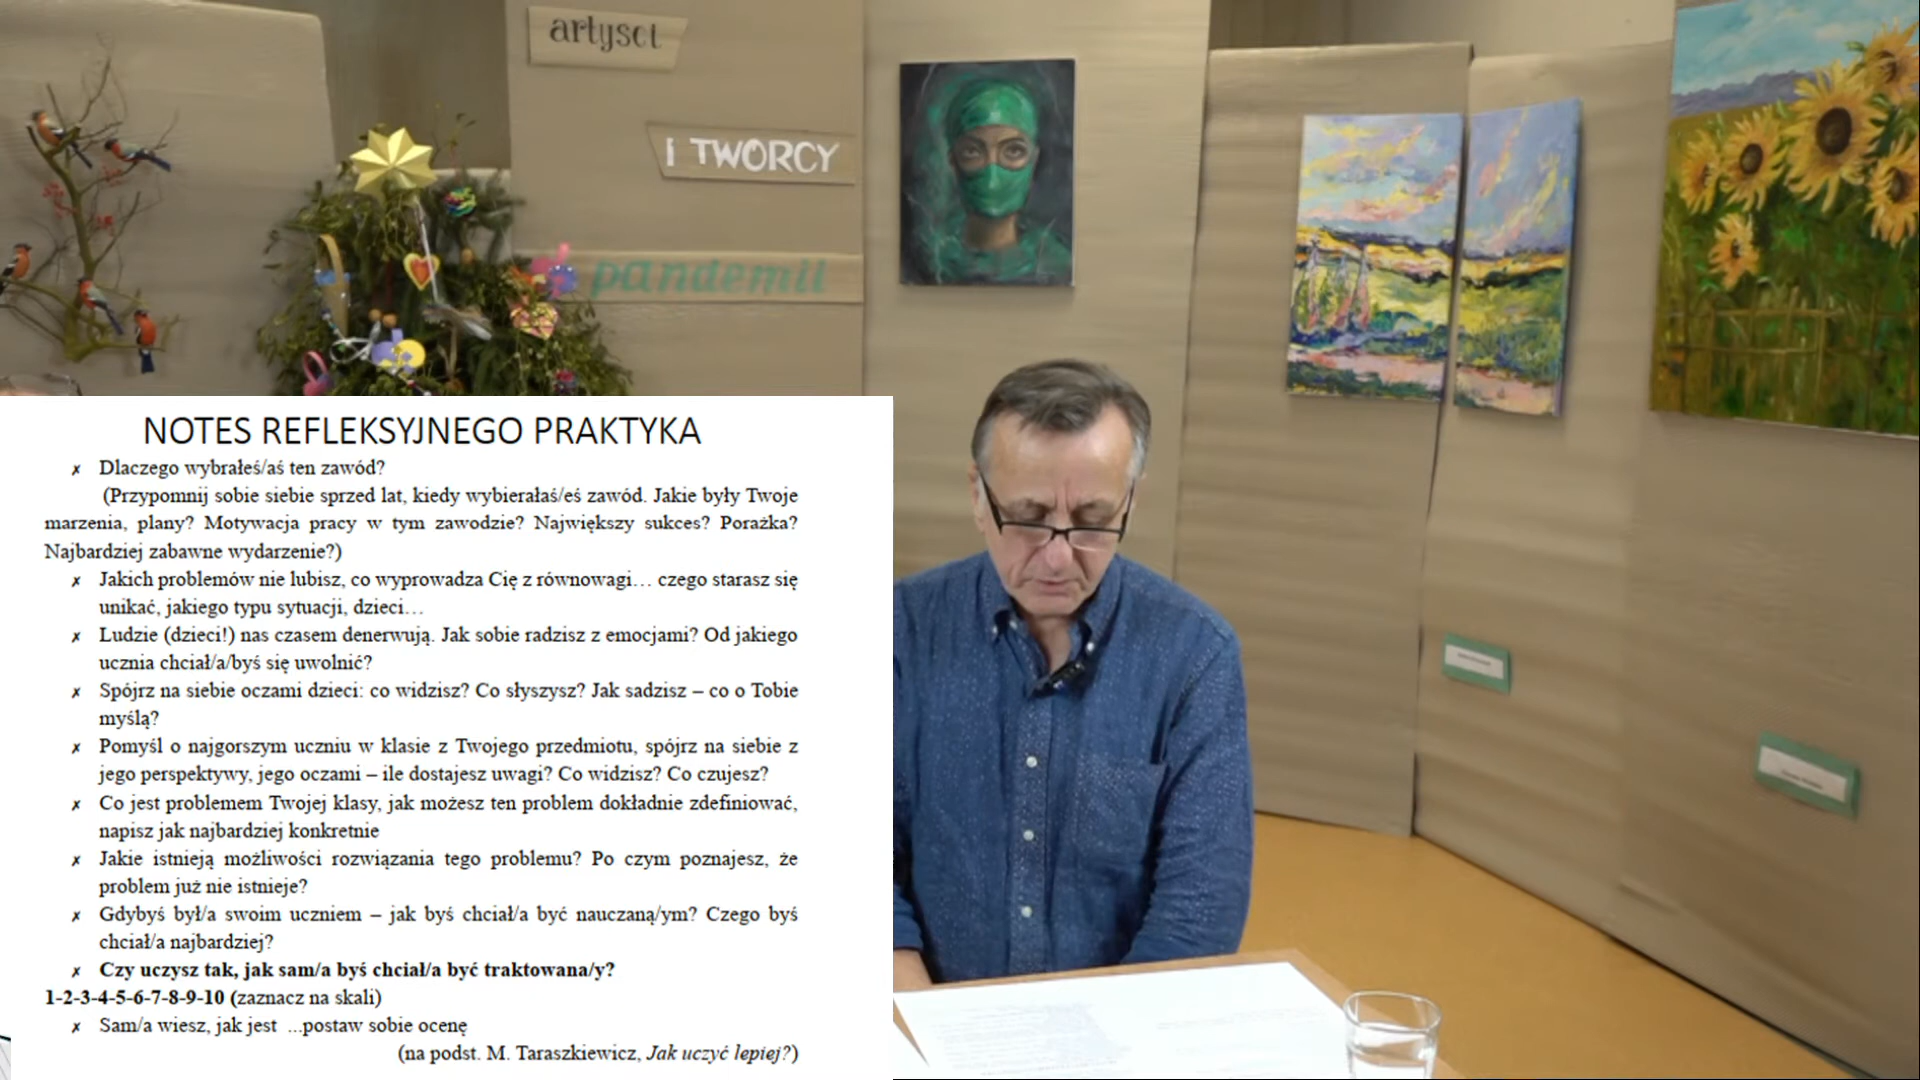 artyści
I TWÓRCY
pandemii
NOTES REFLEKSYJNEGO PRAKTYKA
✗ Dlaczego wybrałeś/aś ten zawód?
(Przypomnij sobie siebie sprzed lat, kiedy wybierałaś/eś zawód. Jakie były Twoje
marzenia, plany? Motywacja pracy w tym zawodzie? Największy sukces? Porażka?
Najbardziej zabawne wydarzenie?)
✗ Jakich problemów nie lubisz, co wyprowadza Cię z równowagi… czego starasz się
unikać, jakiego typu sytuacji, dzieci…
✗ Ludzie (dzieci!) nas czasem denerwują. Jak sobie radzisz z emocjami? Od jakiego
ucznia chciał/a/byś się uwolnić?
✗ Spójrz na siebie oczami dzieci: co widzisz? Co słyszysz? Jak sadzisz – co o Tobie
myślą?
✗ Pomyśl o najgorszym uczniu w klasie z Twojego przedmiotu, spójrz na siebie z
jego perspektywy, jego oczami – ile dostajesz uwagi? Co widzisz? Co czujesz?
✗ Co jest problemem Twojej klasy, jak możesz ten problem dokładnie zdefiniować,
napisz jak najbardziej konkretnie
✗ Jakie istnieją możliwości rozwiązania tego problemu? Po czym poznajesz, że
problem już nie istnieje?
✗ Gdybyś był/a swoim uczniem – jak byś chciał/a być nauczaną/ym? Czego byś
chciał/a najbardziej?
✗ Czy uczysz tak, jak sam/a byś chciał/a być traktowana/y?
1-2-3-4-5-6-7-8-9-10 (zaznacz na skali)
✗ Sam/a wiesz, jak jest ...postaw sobie ocenę
(na podst. M. Taraszkiewicz, Jak uczyć lepiej?)